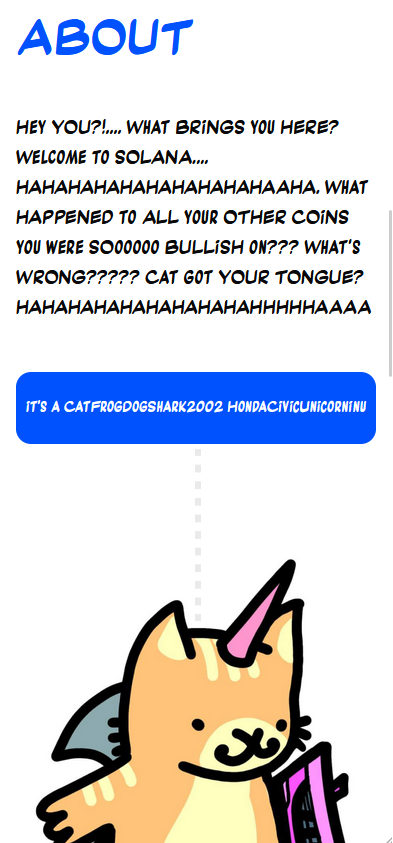 ABOUT
HEY YOU?!.... WHAT BRINGS YOU HERE?
WELCOME TO SOLANA....
HAHAHAHAHAHAHAHAHAHAAHA. WHAT
HAPPENED TO ALL YOUR OTHER COINS
YOU WERE SOOOOOO BULLISH ON??? WHAT'S
WRONG????? CAT GOT YOUR TONGUE?
HAHAHAHAHAHAHAHAHAHHHHHAAAA
IT'S A CATFROGDOGSHARK2002 HONDACIVICUNICORNINU